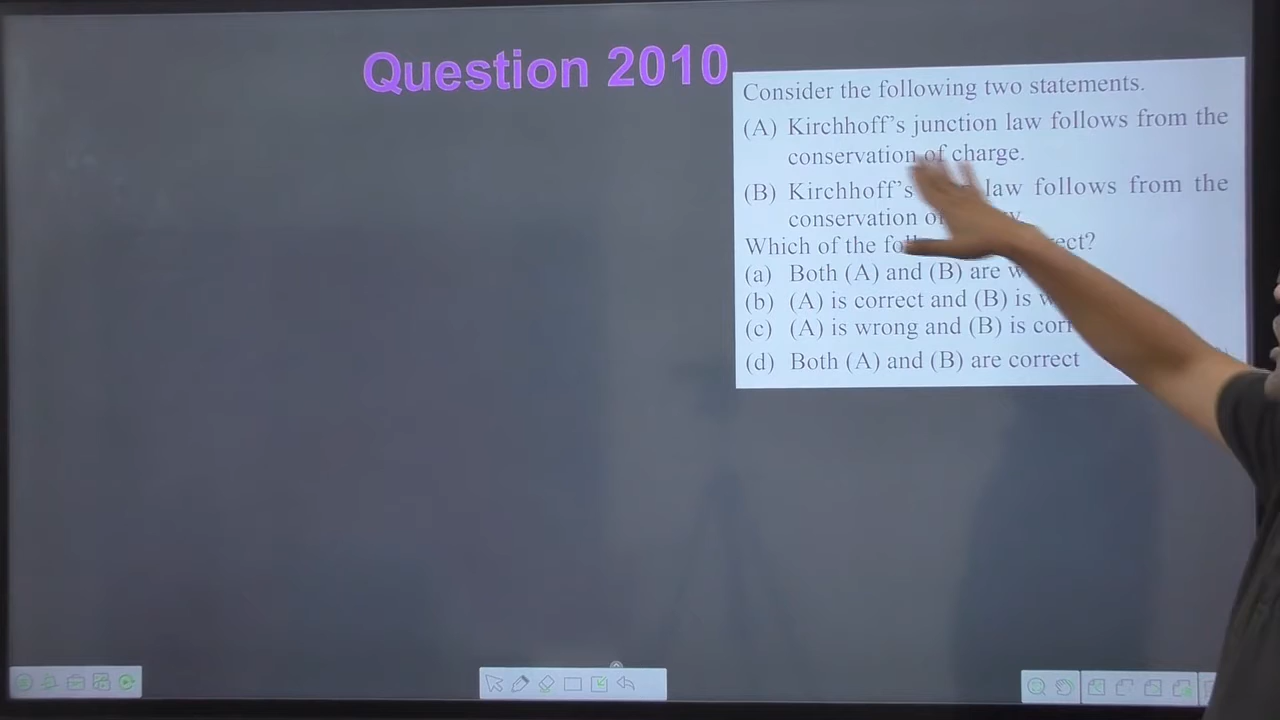 Question 2010
Consider the following two statements.
(A) Kirchhoff's junction law follows from the
conservation of charge.
(B) Kirchhoff's law follows from the
conservation
Which of the
(a) Both (A) and (B) are
(b) (A) is correct and (B) is
(c) (A) is wrong and (B) is
(d) Both (A) and (B) are correct